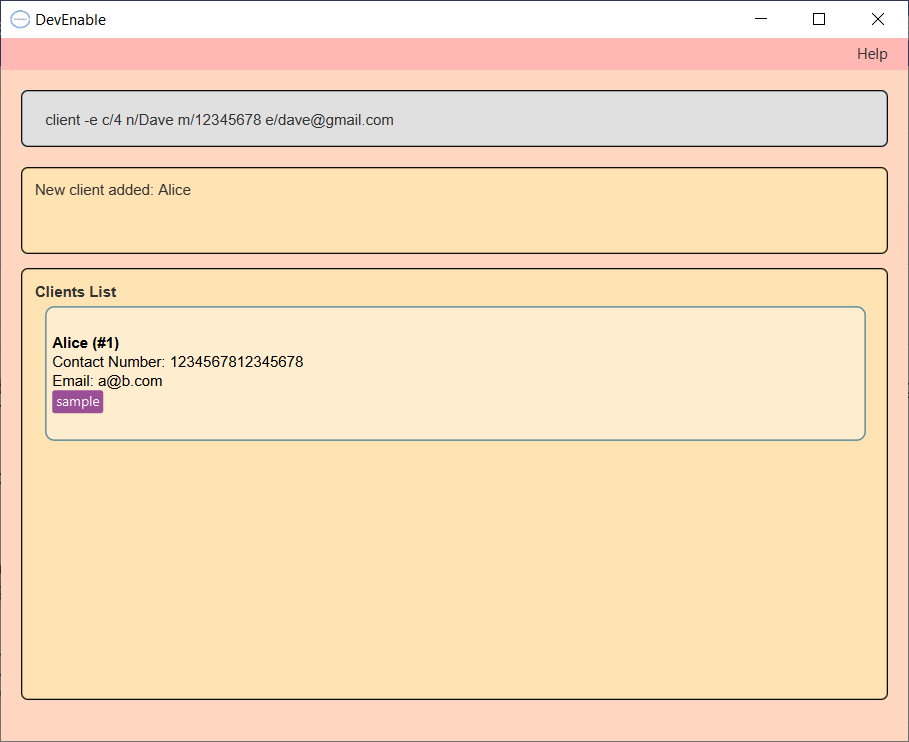 DevEnable
Help
client -e c/4 n/Dave m/12345678 e/dave@gmail.com
New client added: Alice
Clients List
Alice (#1)
Contact Number: 1234567812345678
Email: a@b.com
sample